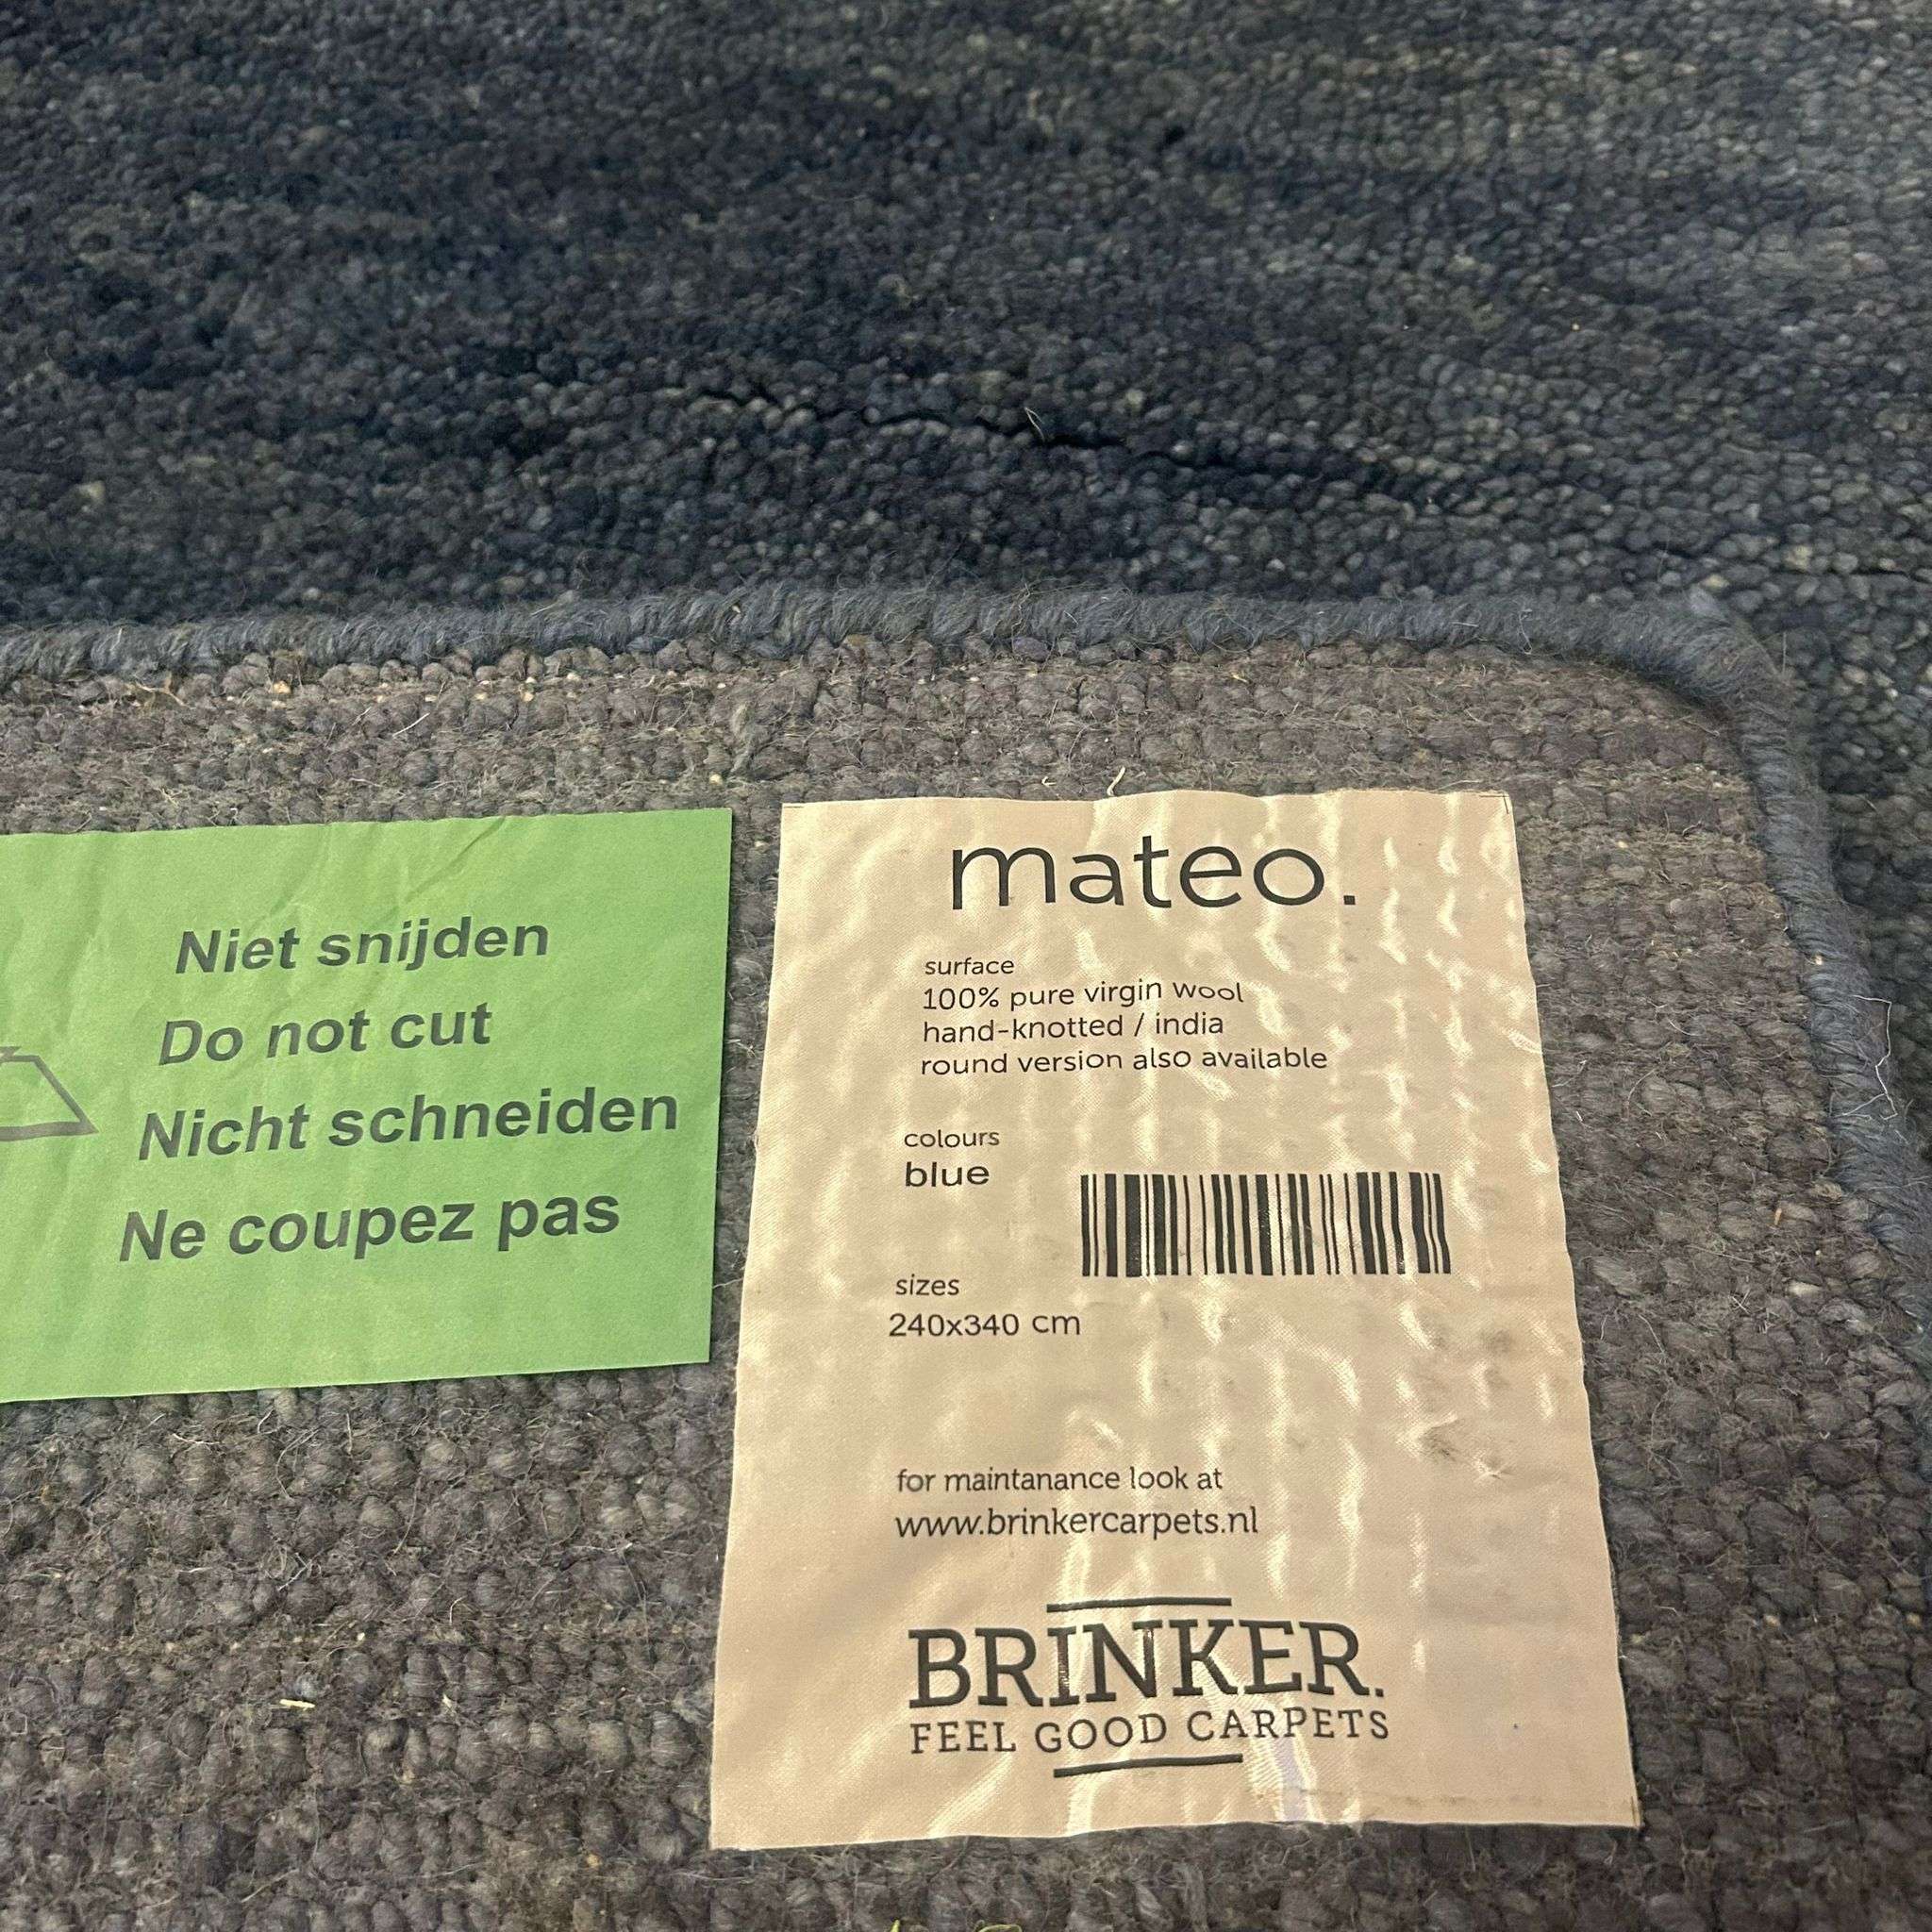 Niet snijden
Do not cut
Nicht schneiden
Ne coupez pas
mateo.
surface
100% pure virgin wool
hand-knotted / india
round version also available
colours
blue
sizes
240x340 cm
for maintanance look at
www.brinkercarpets.nl
BRINKER.
FEEL GOOD CARPETS